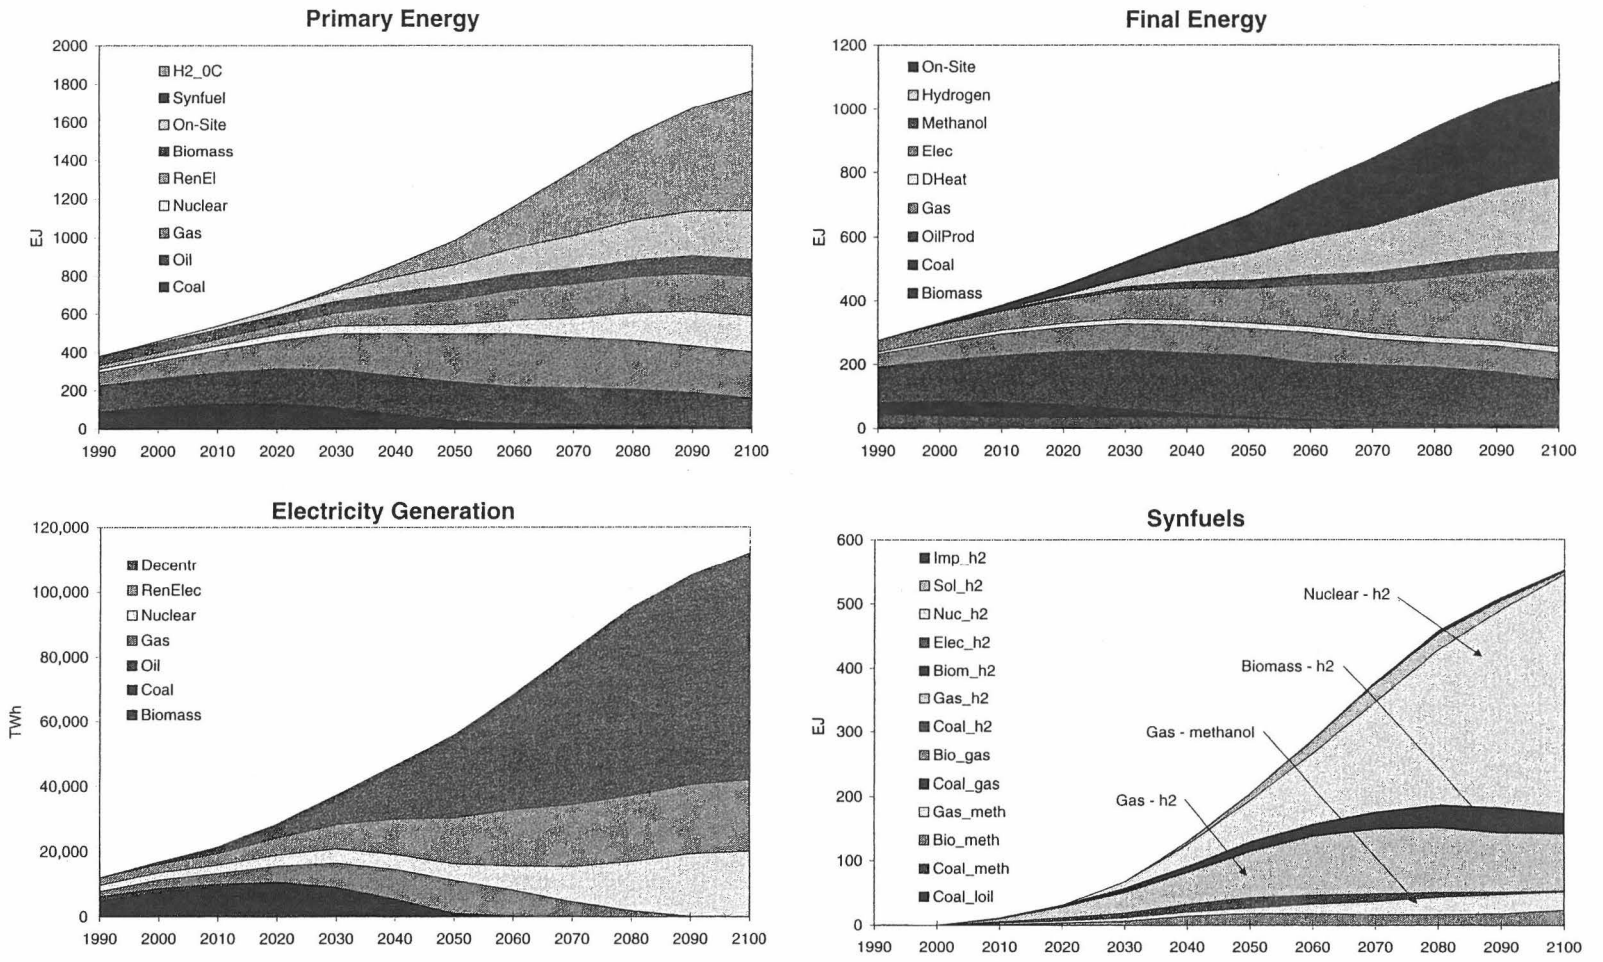 Primary Energy
2000
1800
1600
1400
1200
1000
800
600
400
200
0
EJ
H2_0C
Synfuel
On-Site
Biomass
RenEl
Nuclear
Gas
Oil
Coal
1990 2000 2010 2020 2030 2040 2050 2060 2070 2080 2090 2100
Final Energy
1200
1000
800
600
400
200
0
EJ
On-Site
Hydrogen
Methanol
Elec
DHeat
Gas
OilProd
Coal
Biomass
1990 2000 2010 2020 2030 2040 2050 2060 2070 2080 2090 2100
Electricity Generation
120,000
100,000
80,000
60,000
40,000
20,000
0
TWh
Decentr
RenElec
Nuclear
Gas
Oil
Coal
Biomass
1990 2000 2010 2020 2030 2040 2050 2060 2070 2080 2090 2100
Synfuels
600
500
400
300
200
100
0
EJ
Imp_h2
Sol_h2
Nuc_h2
Elec_h2
Biom_h2
Gas_h2
Coal_h2
Bio_gas
Coal_gas
Gas_meth
Bio_meth
Coal_meth
Coal_loil
Nuclear - h2
Biomass - h2
Gas - methanol
Gas - h2
1990 2000 2010 2020 2030 2040 2050 2060 2070 2080 2090 2100